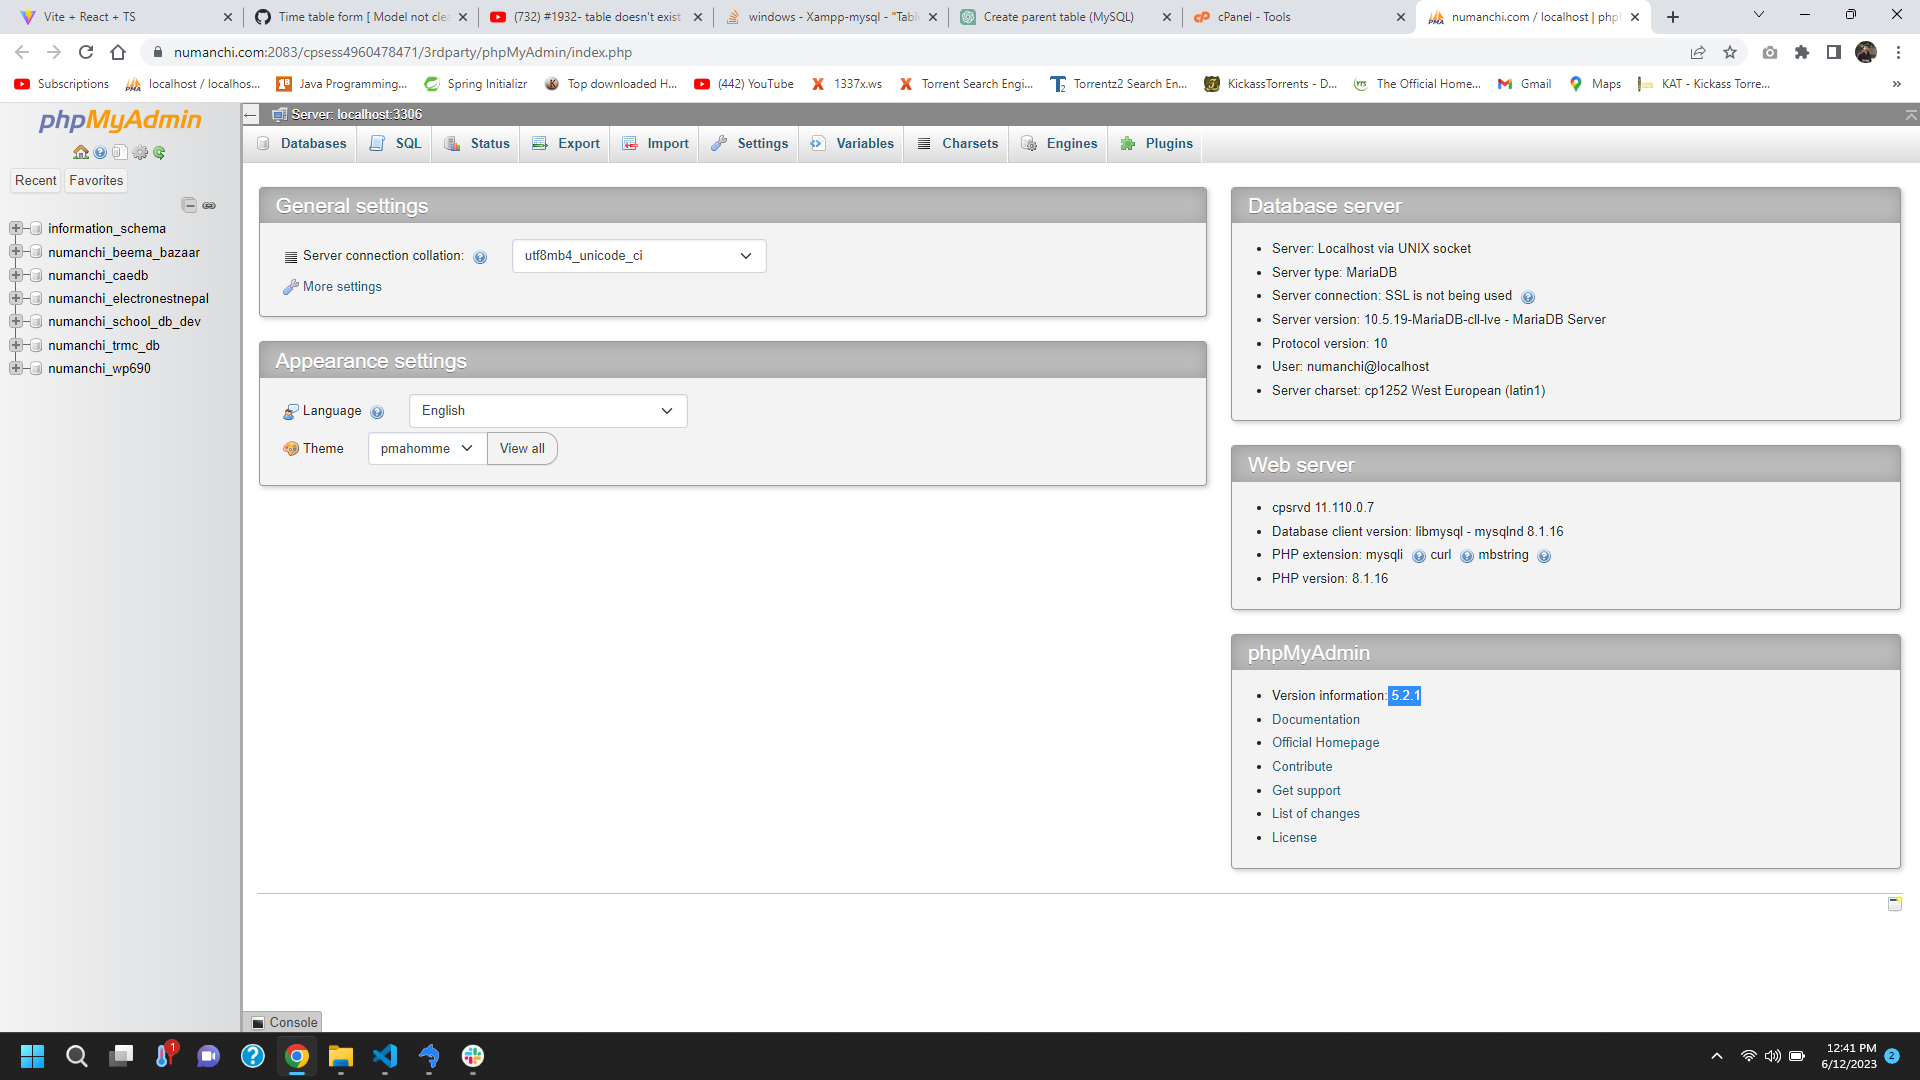 Vite + React + TS
Time table form [ Model not clea
(732) #1932- table doesn't exist
windows - Xampp-mysql - "Tabl
Create parent table (MySQL)
cPanel - Tools
numanchi.com / localhost | php
numanchi.com:2083/cpsess4960478471/3rdparty/phpMyAdmin/index.php
Subscriptions
localhost / localhos...
Java Programming...
Spring Initializr
Top downloaded H...
(442) YouTube
1337x.ws
Torrent Search Engi...
Torrentz2 Search En...
KickassTorrents - D...
The Official Home...
Gmail
Maps
KAT - Kickass Torre...
»
phpMyAdmin
Recent
Favorites
information_schema
numanchi_beema_bazaar
numanchi_caedb
numanchi_electronestnepal
numanchi_school_db_dev
numanchi_trmc_db
numanchi_wp690
Server: localhost:3306
Databases
SQL
Status
Export
Import
Settings
Variables
Charsets
Engines
Plugins
General settings
Server connection collation:
utf8mb4_unicode_ci
More settings
Appearance settings
Language
English
Theme
pmahomme
View all
Database server
• Server: Localhost via UNIX socket
• Server type: MariaDB
• Server connection: SSL is not being used
• Server version: 10.5.19-MariaDB-cll-lve - MariaDB Server
• Protocol version: 10
• User: numanchi@localhost
• Server charset: cp1252 West European (latin1)
Web server
• cpsrvd 11.110.0.7
• Database client version: libmysql - mysqlnd 8.1.16
• PHP extension: mysqli curl mbstring
• PHP version: 8.1.16
phpMyAdmin
• Version information: 5.2.1
• Documentation
• Official Homepage
• Contribute
• Get support
• List of changes
• License
Console
1
12:41 PM
6/12/2023
2